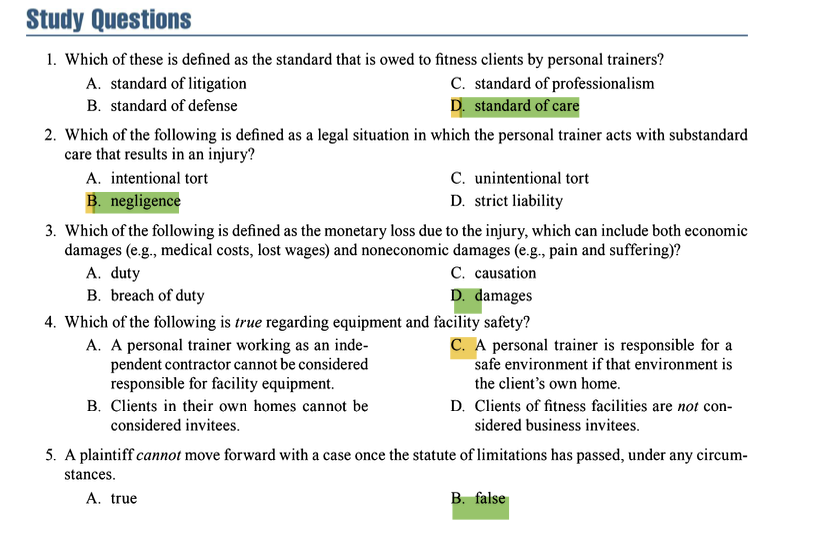 Study Questions
1. Which of these is defined as the standard that is owed to fitness clients by personal trainers?
A. standard of litigation
B. standard of defense
C. standard of professionalism
D. standard of care
2. Which of the following is defined as a legal situation in which the personal trainer acts with substandard
care that results in an injury?
A. intentional tort
B. negligence
C. unintentional tort
D. strict liability
3. Which of the following is defined as the monetary loss due to the injury, which can include both economic
damages (e.g., medical costs, lost wages) and noneconomic damages (e.g., pain and suffering)?
A. duty
B. breach of duty
C. causation
D. damages
4. Which of the following is true regarding equipment and facility safety?
A. A personal trainer working as an inde-
pendent contractor cannot be considered
responsible for facility equipment.
B. Clients in their own homes cannot be
considered invitees.
C. A personal trainer is responsible for a
safe environment if that environment is
the client's own home.
D. Clients of fitness facilities are not con-
sidered business invitees.
5. A plaintiff cannot move forward with a case once the statute of limitations has passed, under any circum-
stances.
A. true
B. false